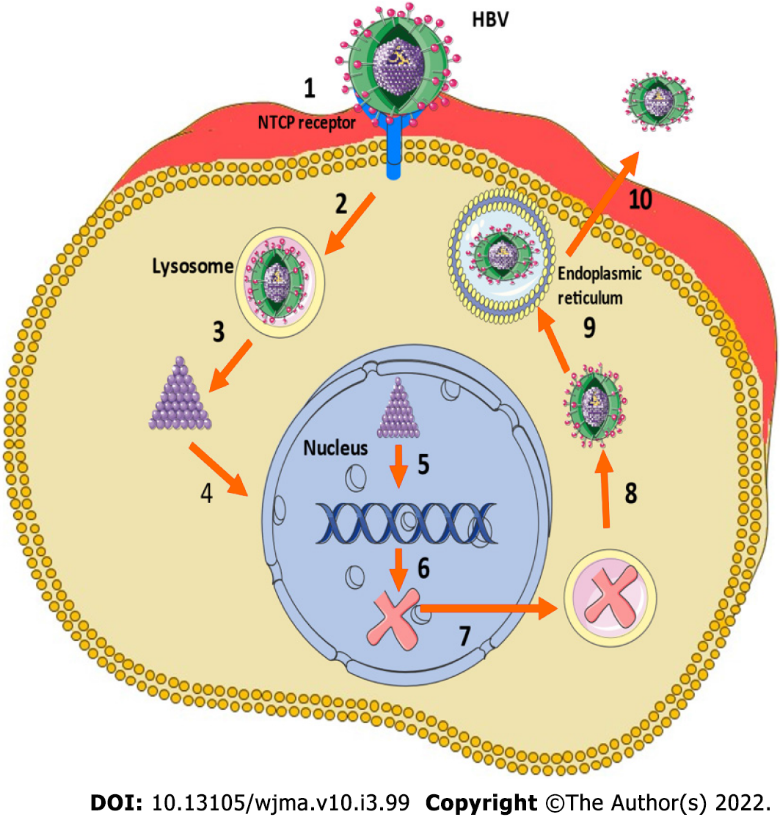 HBV
1
NTCP receptor
2
10
Lysosome
Endoplasmic
reticulum
3
9
Nucleus
5
4
8
6
7
DOI: 10.13105/wjma.v10.i3.99 Copyright ©The Author(s) 2022.